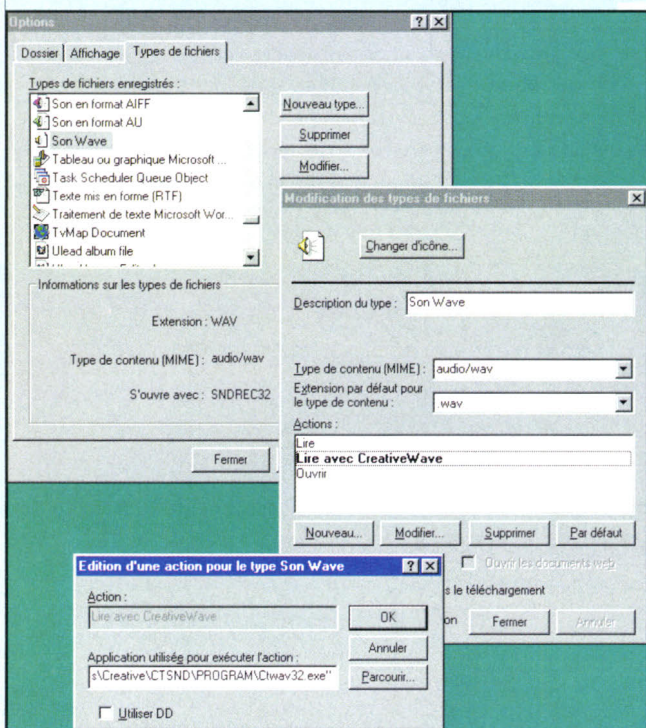 Options
Dossier
Affichage
Types de fichiers
Types de fichiers enregistrés :
Son en format AIFF
Son en format AU
Son Wave
Tableau ou graphique Microsoft ...
Task Scheduler Queue Object
Texte mis en forme (RTF)
Traitement de texte Microsoft Wor...
TvMap Document
Ulead album file
Nouveau type...
Supprimer
Modifier...
Informations sur les types de fichiers
Extension : WAV
Type de contenu (MIME) : audio/wav
S'ouvre avec : SNDREC32
Fermer
Modification des types de fichiers
Changer d'icône...
Description du type : Son Wave
Type de contenu (MIME) : audio/wav
Extension par défaut pour
le type de contenu : .wav
Actions :
Lire
Lire avec CreativeWave
Ouvrir
Nouveau...
Modifier...
Supprimer
Par défaut
Ouvrir les documents web
s le téléchargement
on
Fermer
Annuler
Edition d'une action pour le type Son Wave
Action :
Lire avec CreativeWave
Application utilisée pour exécuter l'action :
s\Creative\CTSND\PROGRAM\Ctwav32.exe"
Utiliser DD
OK
Annuler
Parcourir...